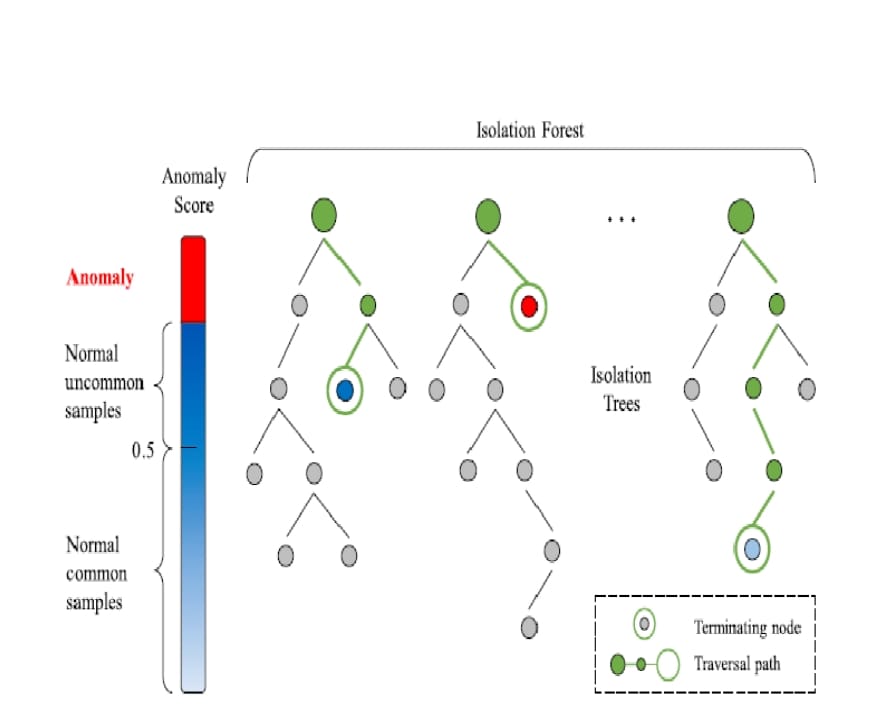 Isolation Forest
Anomaly
Score
Anomaly
Normal
uncommon
samples
0.5
Normal
common
samples
. . .
Isolation
Trees
Terminating node
Traversal path